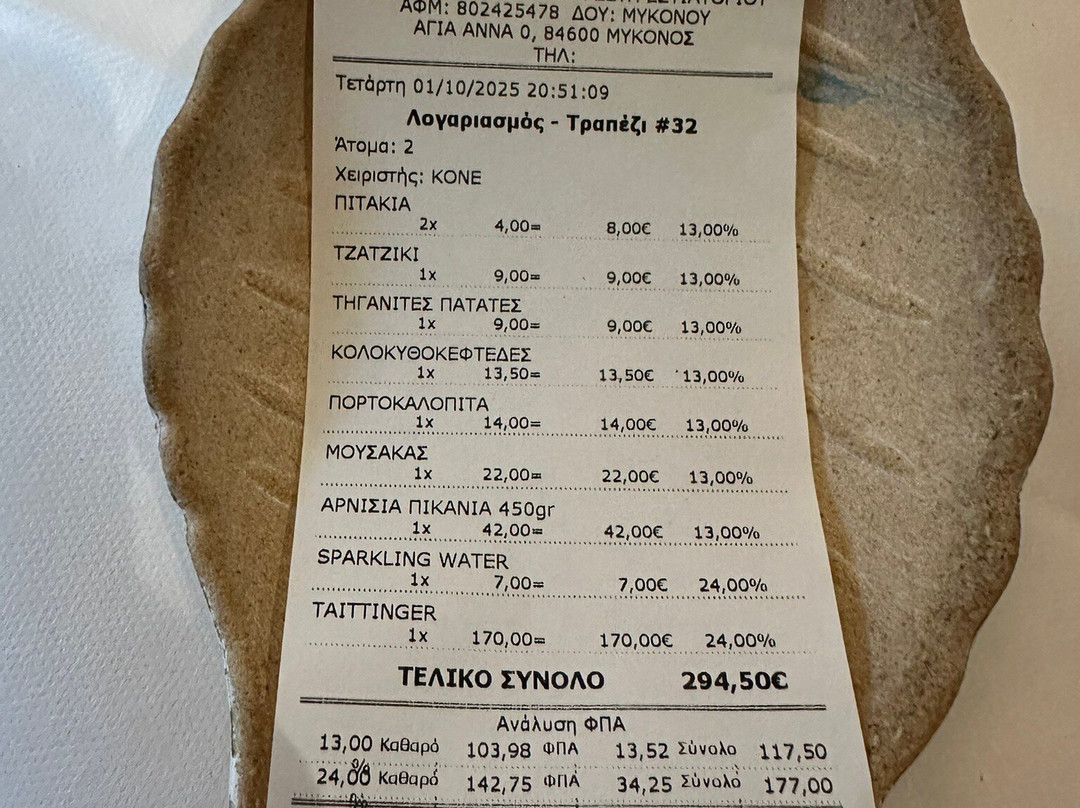 ΑΦΜ: 802425478 ΔΟΥ: ΜΥΚΟΝΟΥ
ΑΓΙΑ ΑΝΝΑ 0, 84600 ΜΥΚΟΝΟΣ
ΤΗΛ:
Τετάρτη 01/10/2025 20:51:09
Λογαριασμός - Τραπέζι #32
Άτομα: 2
Χειριστής: KONE
ΠΙΤΑΚΙΑ
2x 4,00= 8,00€ 13,00%
ΤΖΑΤΖΙΚΙ
1x 9,00= 9,00€ 13,00%
ΤΗΓΑΝΙΤΕΣ ΠΑΤΑΤΕΣ
1x 9,00= 9,00€ 13,00%
ΚΟΛΟΚΥΘΟΚΕΦΤΕΔΕΣ
1x 13,50= 13,50€ 13,00%
ΠΟΡΤΟΚΑΛΟΠΙΤΑ
1x 14,00= 14,00€ 13,00%
ΜΟΥΣΑΚΑΣ
1x 22,00= 22,00€ 13,00%
ΑΡΝΙΣΙΑ ΠΙΚΑΝΙΑ 450gr
1x 42,00= 42,00€ 13,00%
SPARKLING WATER
1x 7,00= 7,00€ 24,00%
TAITTINGER
1x 170,00= 170,00€ 24,00%
ΤΕΛΙΚΟ ΣΥΝΟΛΟ 294,50€
Ανάλυση ΦΠΑ
13,00 % Καθαρό 103,98 ΦΠΑ 13,52 Σύνολο 117,50
24,00 % Καθαρό 142,75 ΦΠΑ 34,25 Σύνολο 177,00